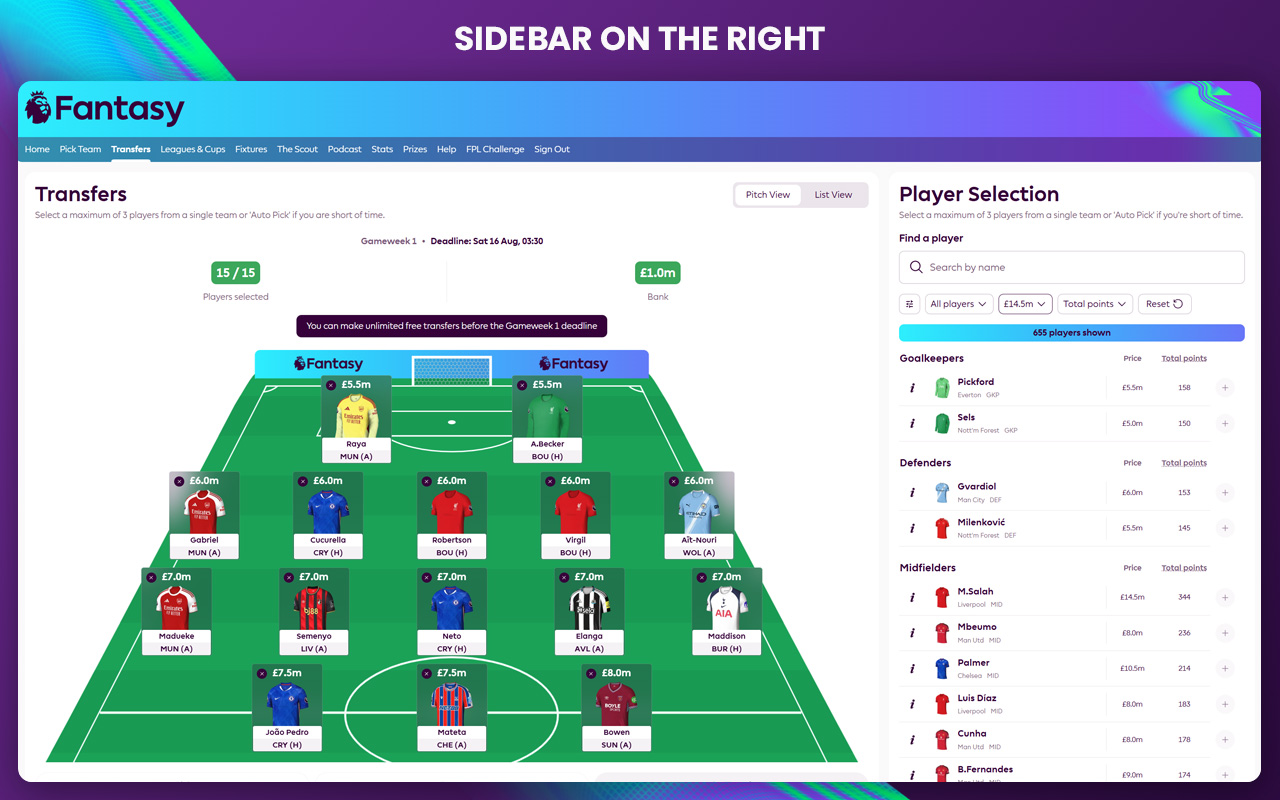 SIDEBAR ON THE RIGHT
Fantasy
Home Pick Team Transfers Leagues & Cups Fixtures The Scout Podcast Stats Prizes Help FPL Challenge Sign Out
Transfers
Pitch View List View
Select a maximum of 3 players from a single team or 'Auto Pick' if you are short of time.
Gameweek 1 • Deadline: Sat 16 Aug, 03:30
15 / 15
Players selected
£1.0m
Bank
You can make unlimited free transfers before the Gameweek 1 deadline
Fantasy Fantasy
£5.5m £5.5m
Raya A.Becker
MUN (A) BOU (H)
£6.0m £6.0m £6.0m £6.0m £6.0m
Gabriel Cucurella Robertson Virgil Aït-Nouri
MUN (A) CRY (H) BOU (H) BOU (H) WOL (A)
£7.0m £7.0m £7.0m £7.0m £7.0m
bj88 AIA
Madueke Semenyo Neto Elanga Maddison
MUN (A) LIV (A) CRY (H) AVL (A) BUR (H)
£7.5m £7.5m £8.0m
João Pedro Mateta Bowen
CRY (H) CHE (A) SUN (A)
Player Selection
Select a maximum of 3 players from a single team or 'Auto Pick' if you're short of time.
Find a player
Search by name
All players £14.5m Total points Reset
655 players shown
Goalkeepers Price Total points
Pickford £5.5m 158 +
Everton GKP
Sels £5.0m 150 +
Nott'm Forest GKP
Defenders Price Total points
Gvardiol £6.0m 153 +
Man City DEF
Milenković £5.5m 145 +
Nott'm Forest DEF
Midfielders Price Total points
M.Salah £14.5m 344 +
Liverpool MID
Mbeumo £8.0m 236 +
Man Utd MID
Palmer £10.5m 214 +
Chelsea MID
Luis Díaz £8.0m 183 +
Liverpool MID
Cunha £8.0m 178 +
Man Utd MID
B.Fernandes £9.0m 174 +
Man Utd MID